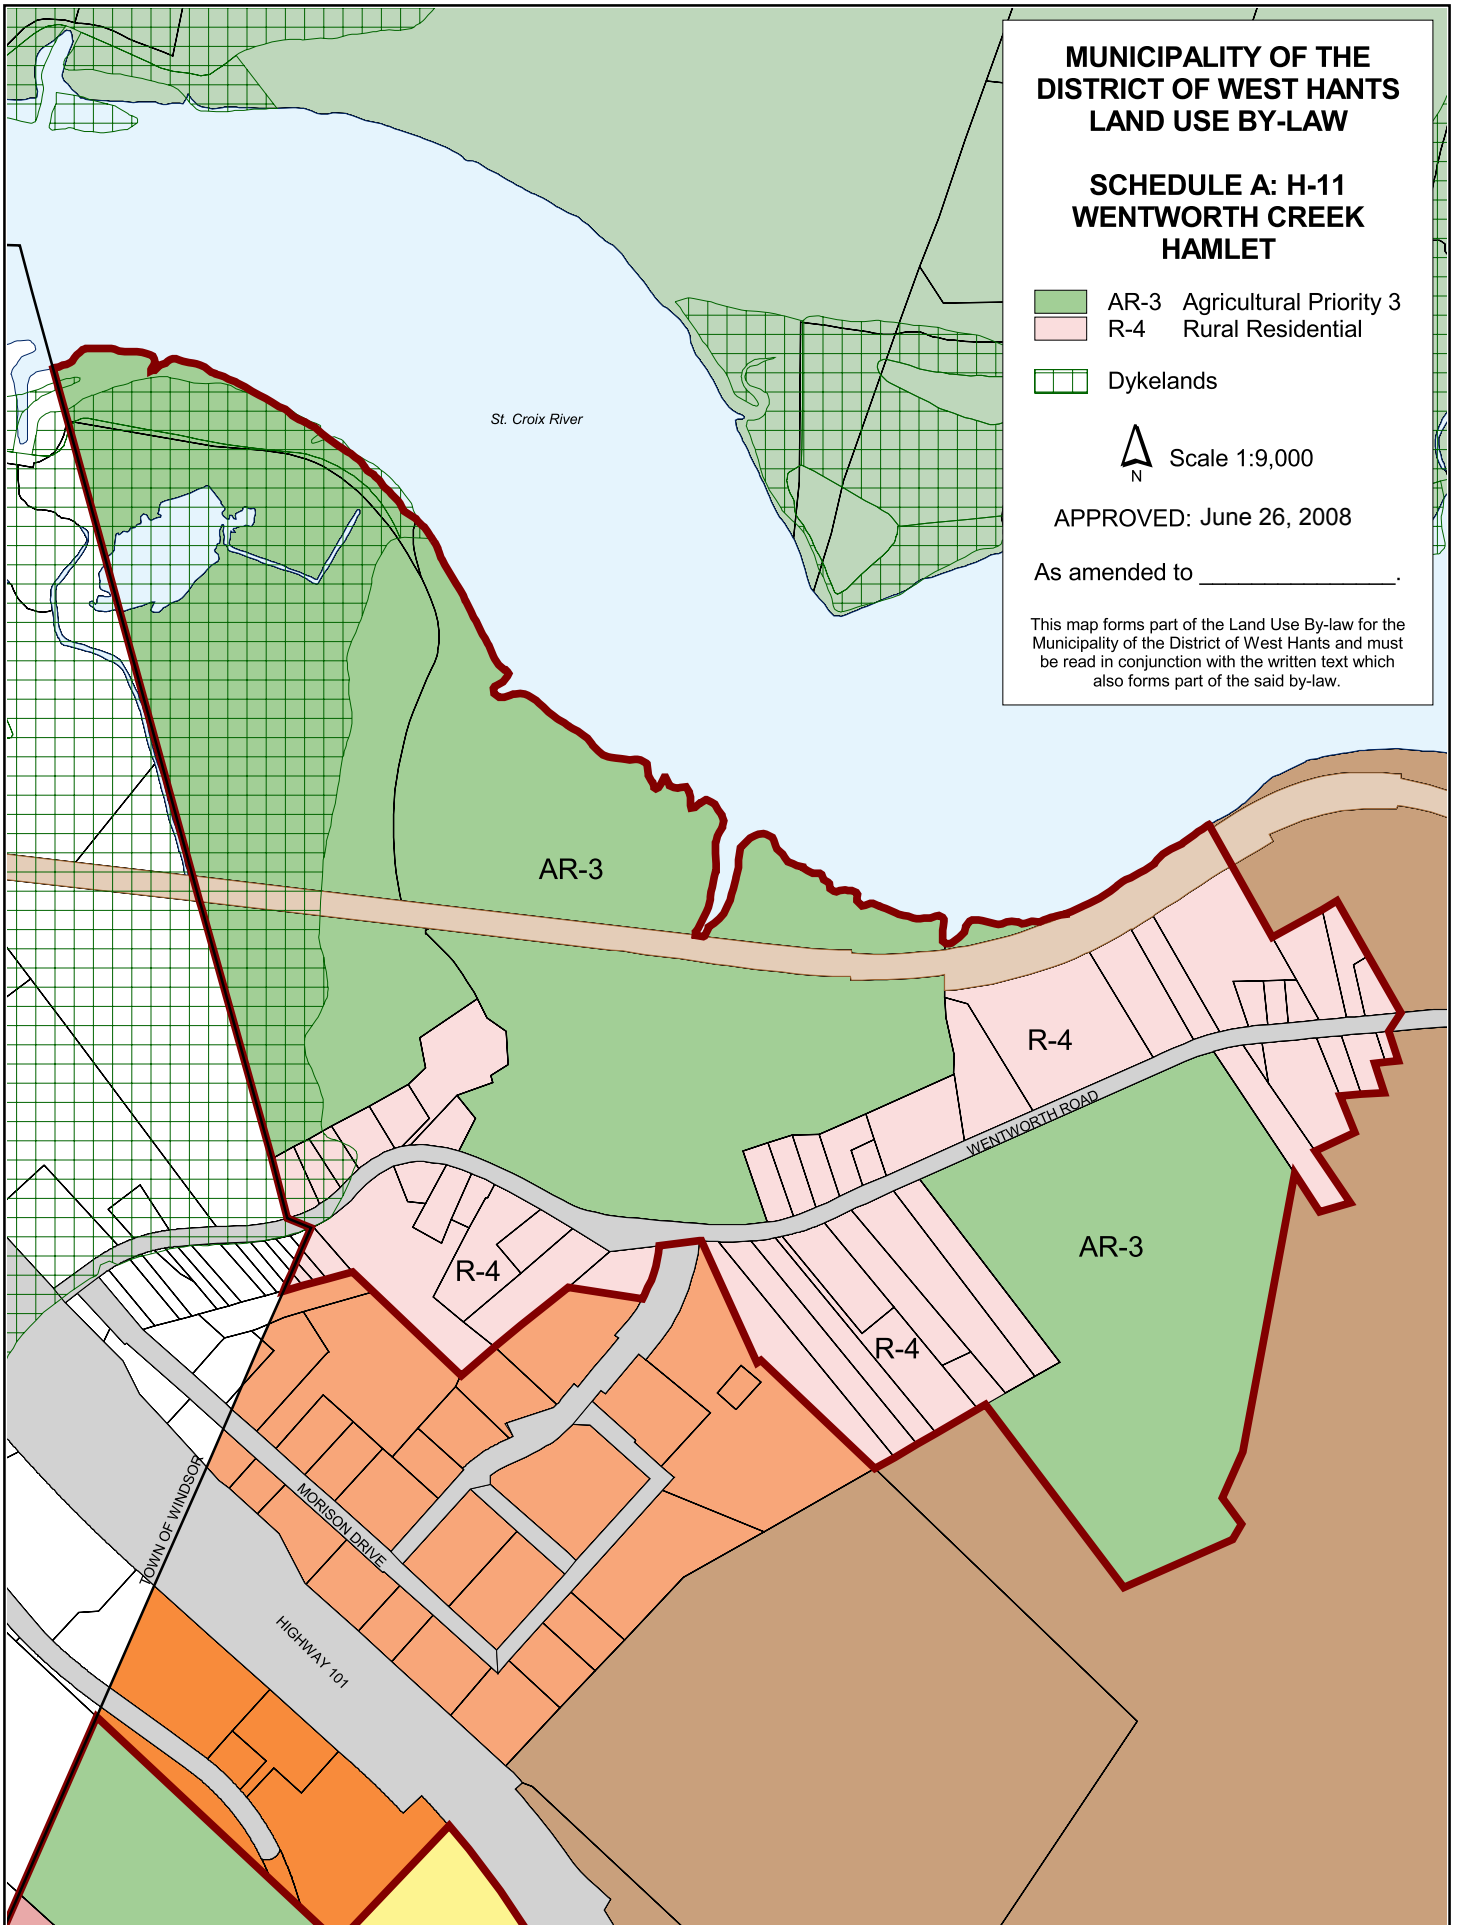 MUNICIPALITY OF THE
DISTRICT OF WEST HANTS
LAND USE BY-LAW
SCHEDULE A: H-11
WENTWORTH CREEK
HAMLET
AR-3 Agricultural Priority 3
R-4 Rural Residential
Dykelands
N
Scale 1:9,000
APPROVED: June 26, 2008
As amended to _______________.
This map forms part of the Land Use By-law for the
Municipality of the District of West Hants and must
be read in conjunction with the written text which
also forms part of the said by-law.
St. Croix River
AR-3
R-4
WENTWORTH ROAD
AR-3
R-4
R-4
MORISON DRIVE
TOWN OF WINDSOR
HIGHWAY 101